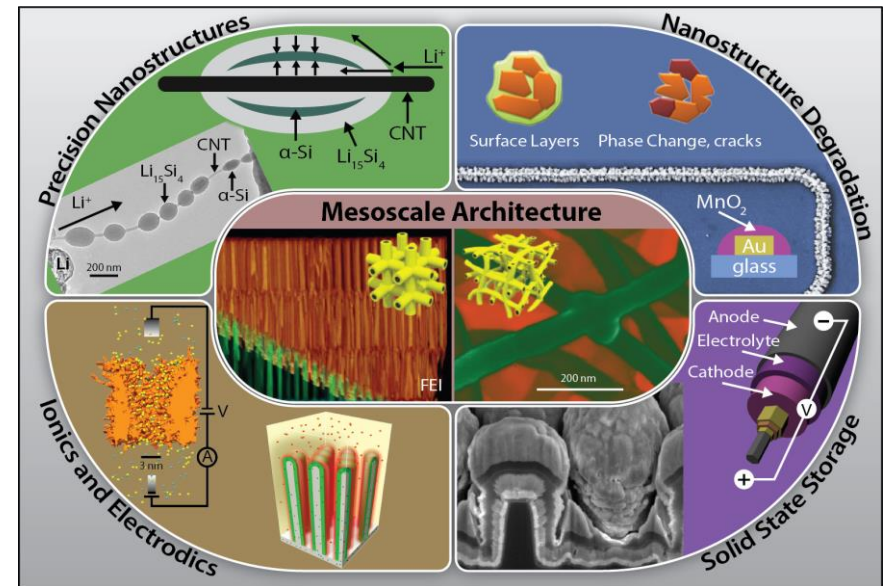 Precision Nanostructures
Li⁺
CNT
α-Si
Li₁₅Si₄
CNT
Li₁₅Si₄
α-Si
Li⁺
Li
200 nm
Nanostructure Degradation
Surface Layers
Phase Change, cracks
MnO₂
Au
glass
Mesoscale Architecture
FEI
200 nm
Ionics and Electrodics
V
A
3 nm
Anode
Electrolyte
Cathode
−
V
+
Solid State Storage